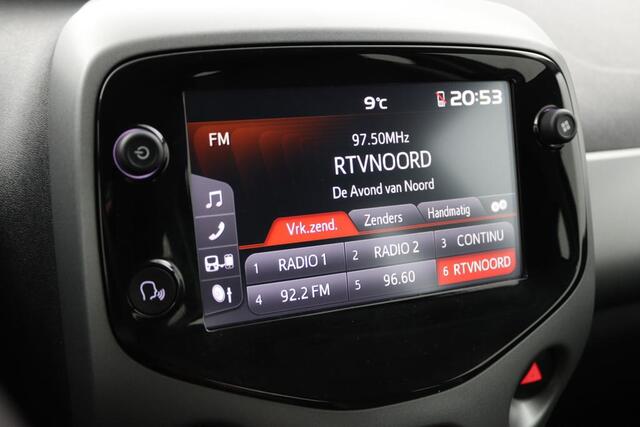 9°C 20:53
FM
97.50MHz
RTVNOORD
De Avond van Noord
Vrk.zend. Zenders Handmatig
1 RADIO 1 2 RADIO 2 3 CONTINU
4 92.2 FM 5 96.60 6 RTVNOORD